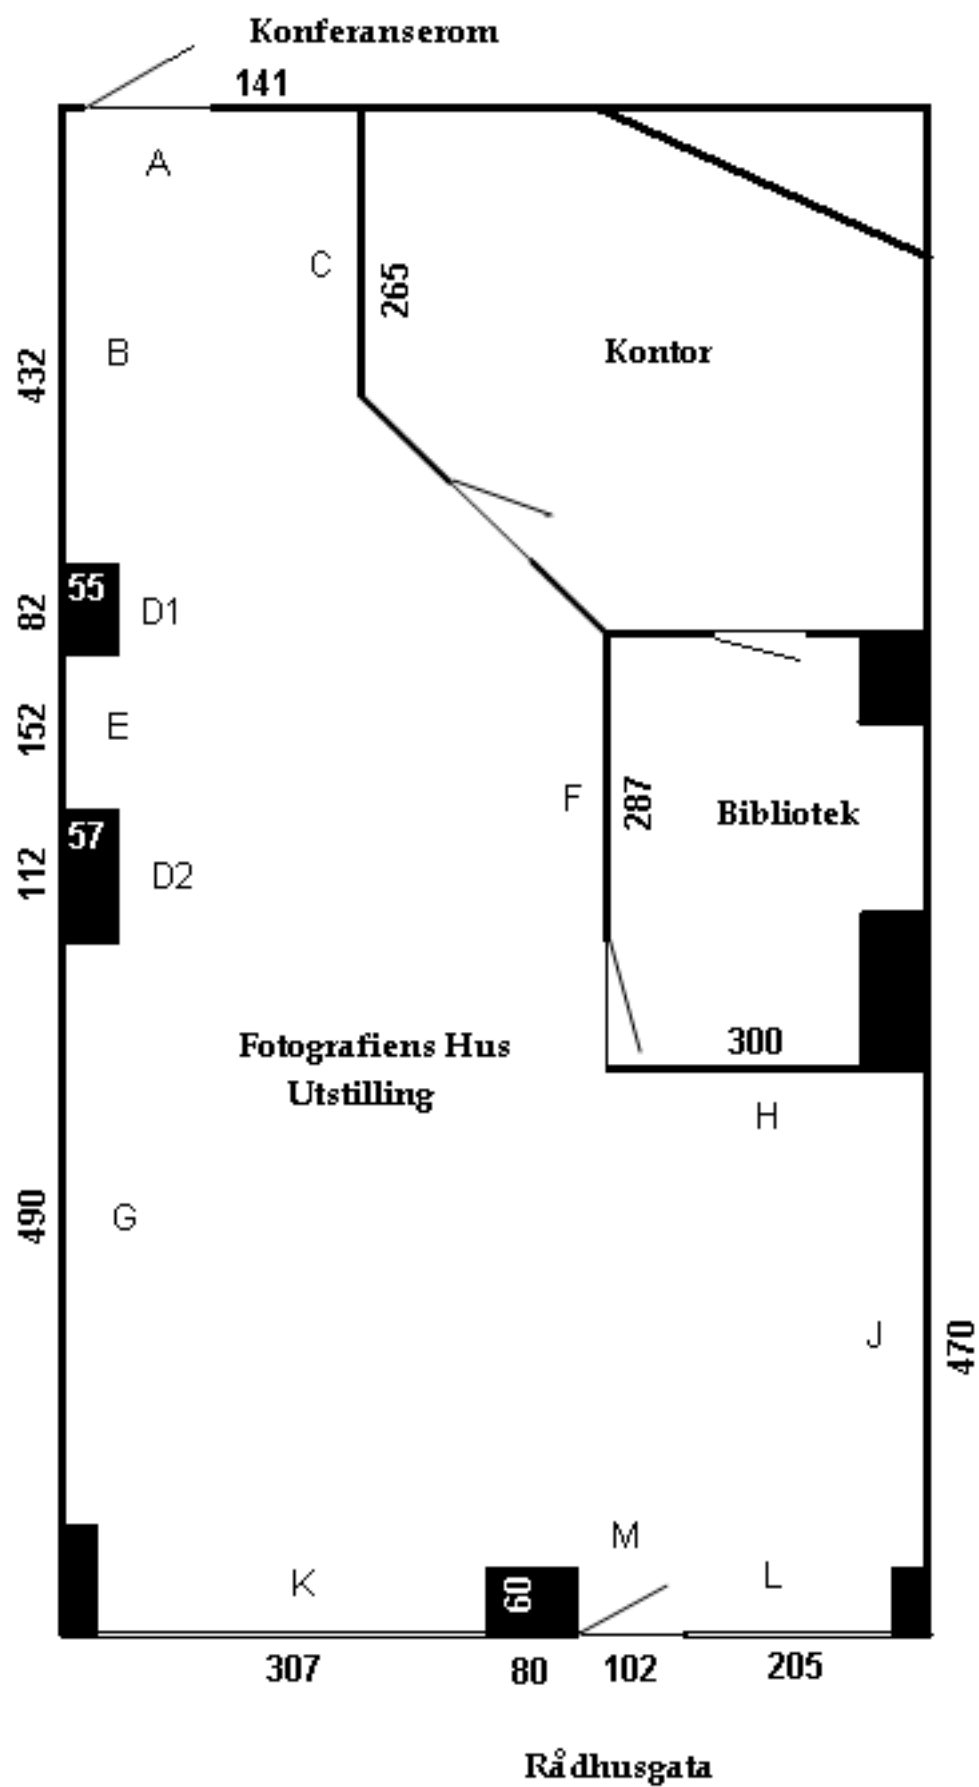 Konferanserom
141
A
C
265
B
432
Kontor
55
D1
82
E
152
F
287
Bibliotek
57
D2
112
300
Fotografiens Hus
Utstilling
H
G
490
J
470
M
K
60
L
307
80
102
205
Rådhusgata